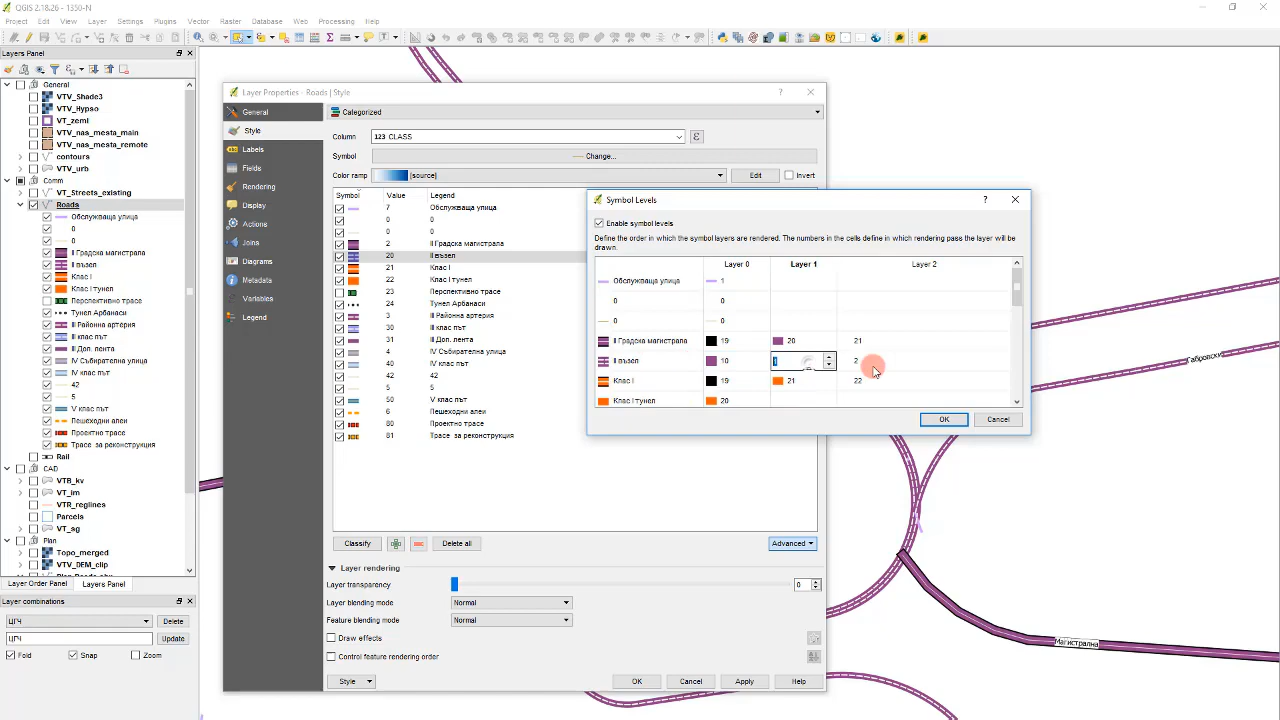 QGIS 2.18.26 - 1350-N
Project Edit View Layer Settings Plugins Vector Raster Database Web Processing Help
Layers Panel
General
VTV_Shade3
VTV_Hypso
VT_zeml
VTV_nas_mesta_main
VTV_nas_mesta_remote
contours
VTV_urb
Comm
VT_Streets_existing
Roads
Обслужваща улица
0
0
II Градска магистрала
II възел
Клас I
Клас I тунел
Перспективно трасе
Тунел Арбанаси
III Районна артерия
III клас път
III Доп. лента
IV Събирателна улица
IV клас път
42
5
V клас път
Пешеходни алеи
Проектно трасе
Трасе за реконструкция
Rail
CAD
VTB_kv
VT_im
VTR_reglines
Parcels
VT_sg
Plan
Topo_merged
VTV_DEM_clip
Layer Order Panel Layers Panel
Layer combinations
ЦГЧ Delete
ЦГЧ Update
Fold Snap Zoom
Layer Properties - Roads | Style
General
Style
Labels
Fields
Rendering
Display
Actions
Joins
Diagrams
Metadata
Variables
Legend
Categorized
Column 123 CLASS ε
Symbol Change...
Color ramp [source] Edit Invert
Symbol Value Legend
7 Обслужваща улица
0 0
0 0
2 II Градска магистрала
20 II възел
21 Клас I
22 Клас I тунел
23 Перспективно трасе
24 Тунел Арбанаси
3 III Районна артерия
30 III клас път
31 III Доп. лента
4 IV Събирателна улица
40 IV клас път
42 42
5 5
50 V клас път
6 Пешеходни алеи
80 Проектно трасе
81 Трасе за реконструкция
Classify Delete all Advanced
Layer rendering
Layer transparency 0
Layer blending mode Normal
Feature blending mode Normal
Draw effects
Control feature rendering order
Style OK Cancel Apply Help
Symbol Levels
Enable symbol levels
Define the order in which the symbol layers are rendered. The numbers in the cells define in which rendering pass the layer will be
drawn.
Layer 0 Layer 1 Layer 2
Обслужваща улица 1
0 0
0 0
II Градска магистрала 19 20 21
II възел 10 1 2
Клас I 19 21 22
Клас I тунел 20
OK Cancel
Габровски
Магистрална